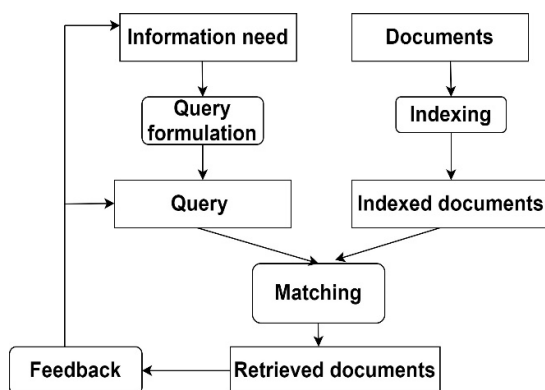 Information need
Documents
Query
formulation
Indexing
Query
Indexed documents
Matching
Feedback
Retrieved documents